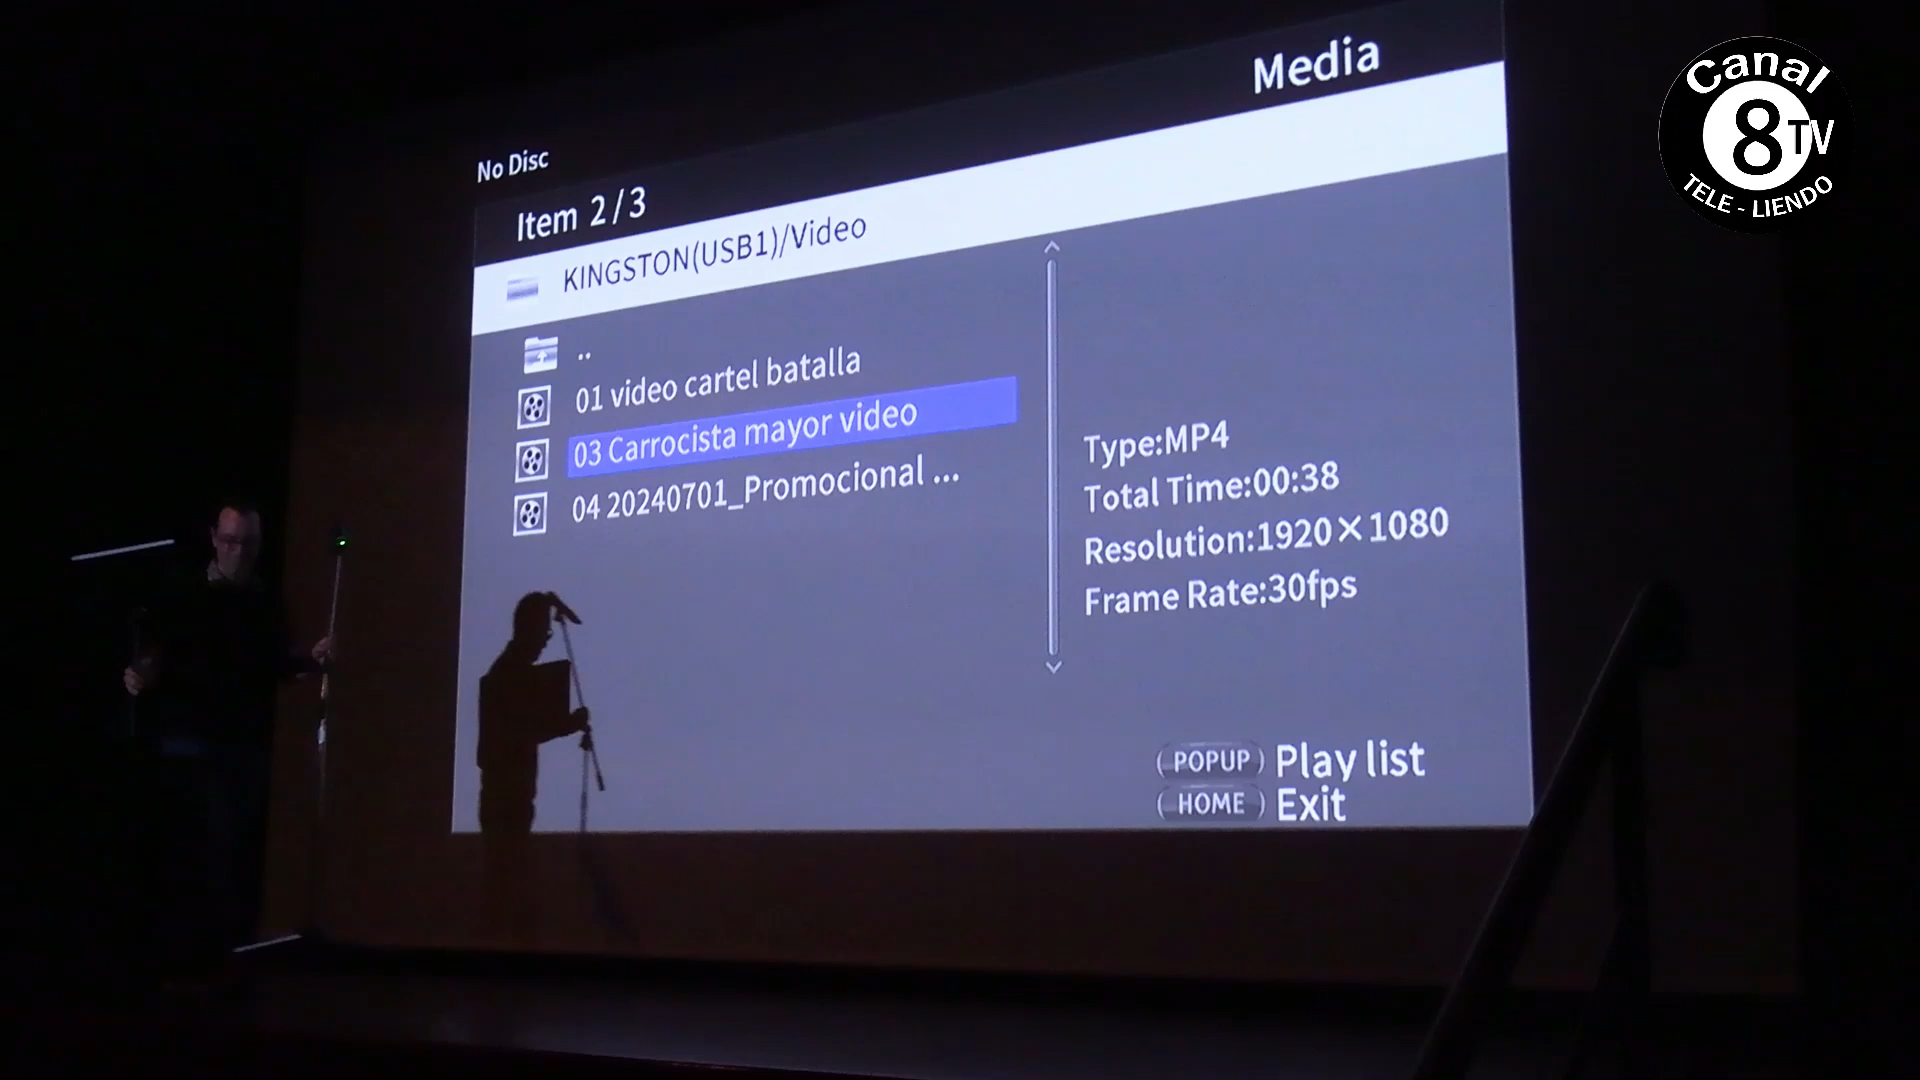 Media
No Disc
Item 2/3
KINGSTON(USB1)/Video
..
01 video cartel batalla
03 Carrocista mayor video
04 20240701_Promocional ...
Type:MP4
Total Time:00:38
Resolution:1920×1080
Frame Rate:30fps
POPUP Play list
HOME Exit
Canal
8TV
TELE - LIENDO